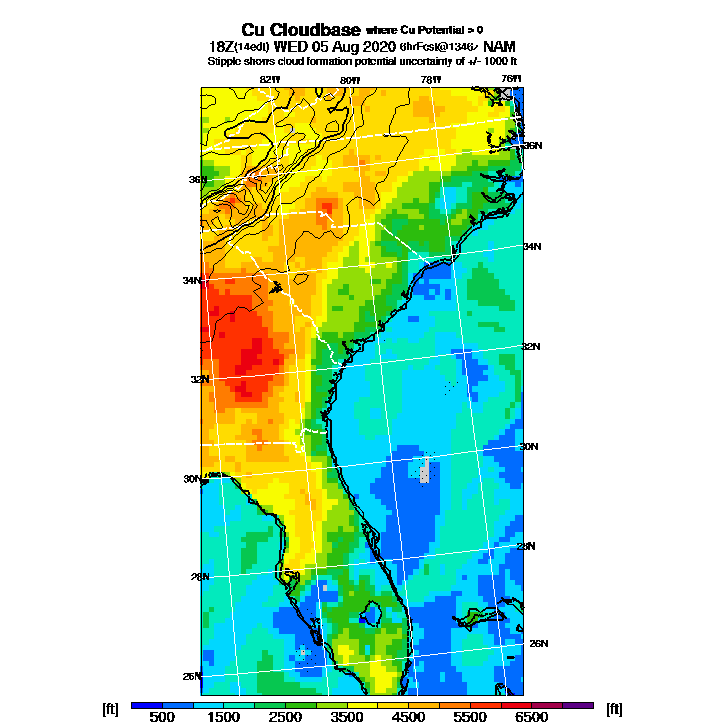 Cu Cloudbase where Cu Potential > 0
18Z(14edt) WED 05 Aug 2020 6hrFcst@1346z NAM
Stipple shows cloud formation potential uncertainty of +/- 1000 ft
82W 80W 78W 76W
36N
36N
34N
34N
32N
32N
30N
30N
28N
28N
26N
26N
[ft] 500 1500 2500 3500 4500 5500 6500 [ft]